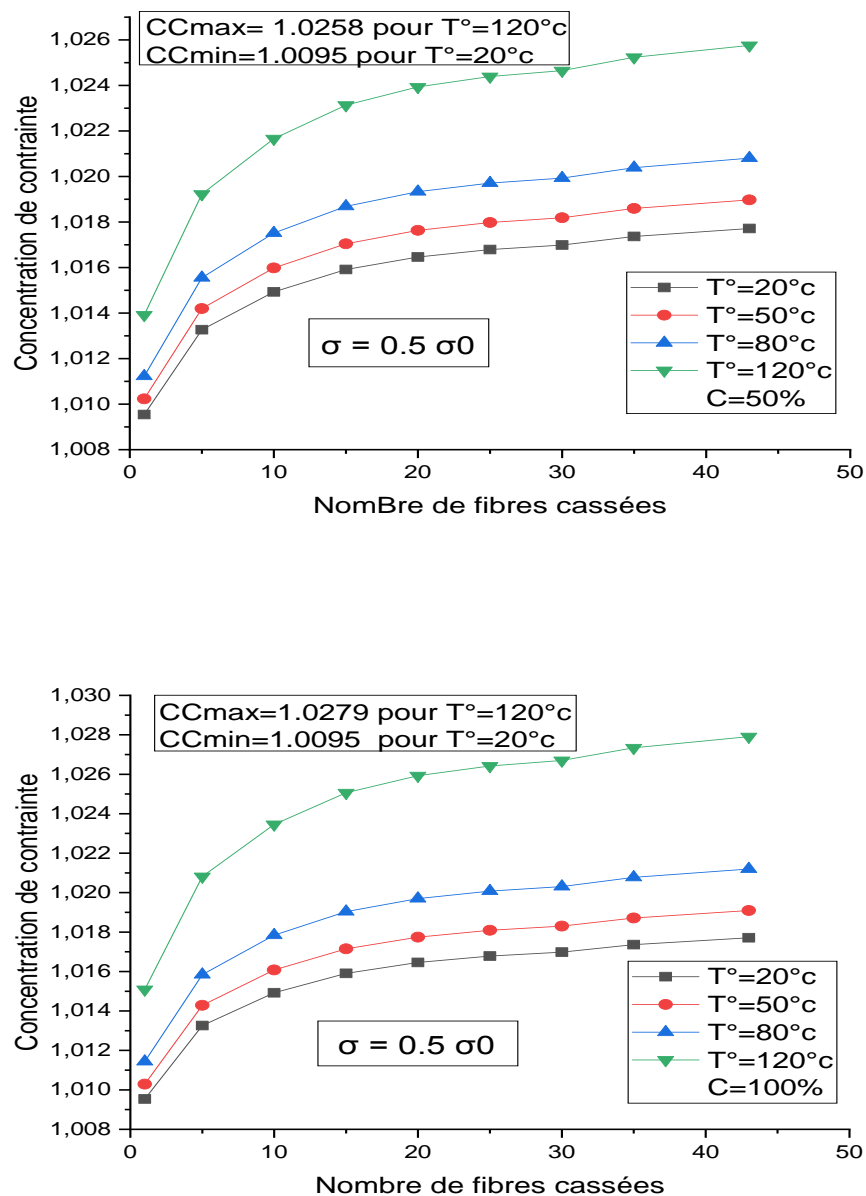 CCmax= 1.0258 pour T°=120°c
CCmin=1.0095 pour T°=20°c
1,026
1,024
1,022
1,020
1,018
1,016
1,014
1,012
1,010
1,008
Concentration de contrainte
σ = 0.5 σ0
T°=20°c
T°=50°c
T°=80°c
T°=120°c
C=50%
0 10 20 30 40 50
NomBre de fibres cassées
CCmax=1.0279 pour T°=120°c
CCmin=1.0095 pour T°=20°c
1,030
1,028
1,026
1,024
1,022
1,020
1,018
1,016
1,014
1,012
1,010
1,008
Concentration de contrainte
σ = 0.5 σ0
T°=20°c
T°=50°c
T°=80°c
T°=120°c
C=100%
0 10 20 30 40 50
Nombre de fibres cassées